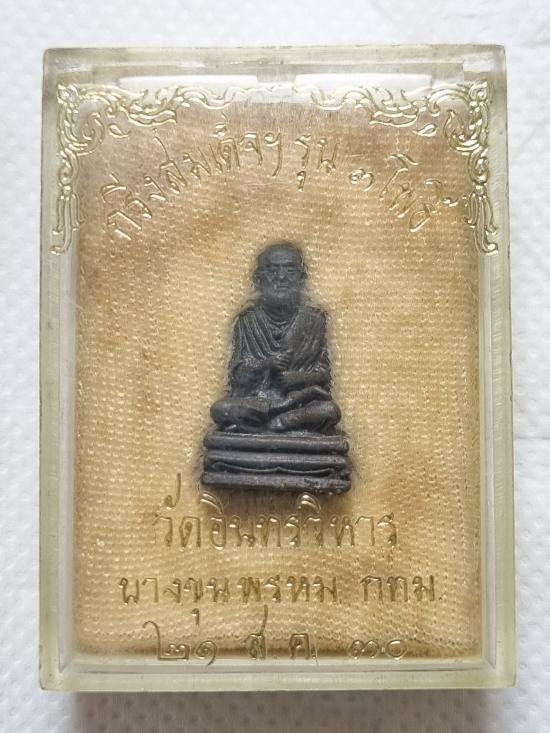 กริ่งสมเด็จฯ รุ่น ๓ โพธิ์
วัดอินทรวิหาร
บางขุนพรหม กทม.
๒๑ ส.ค. ๓๐